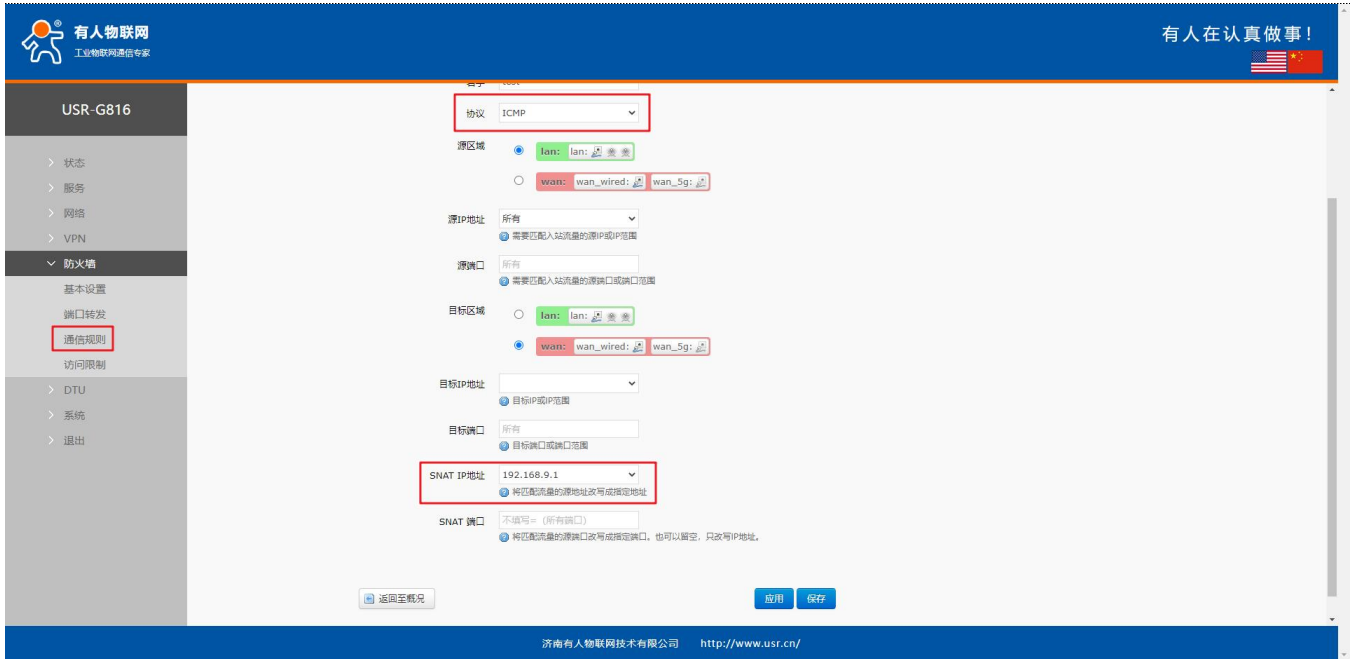 有人物联网
工业物联网通信专家
有人在认真做事!
USR-G816
状态
服务
网络
VPN
防火墙
基本设置
端口转发
通信规则
访问限制
DTU
系统
退出
协议 ICMP
源区域 lan: lan:
wan: wan_wired: wan_5g:
源IP地址 所有
需要匹配入站流量的源IP或IP范围
源端口 所有
需要匹配入站流量的源端口或端口范围
目标区域 lan: lan:
wan: wan_wired: wan_5g:
目标IP地址
目标IP或IP范围
目标端口 所有
目标端口或端口范围
SNAT IP地址 192.168.9.1
将匹配流量的源地址改写成指定地址
SNAT 端口 不填写= (所有端口)
将匹配流量的源端口改写成指定端口。也可以留空，只改写IP地址。
返回至概况 应用 保存
济南有人物联网技术有限公司 http://www.usr.cn/